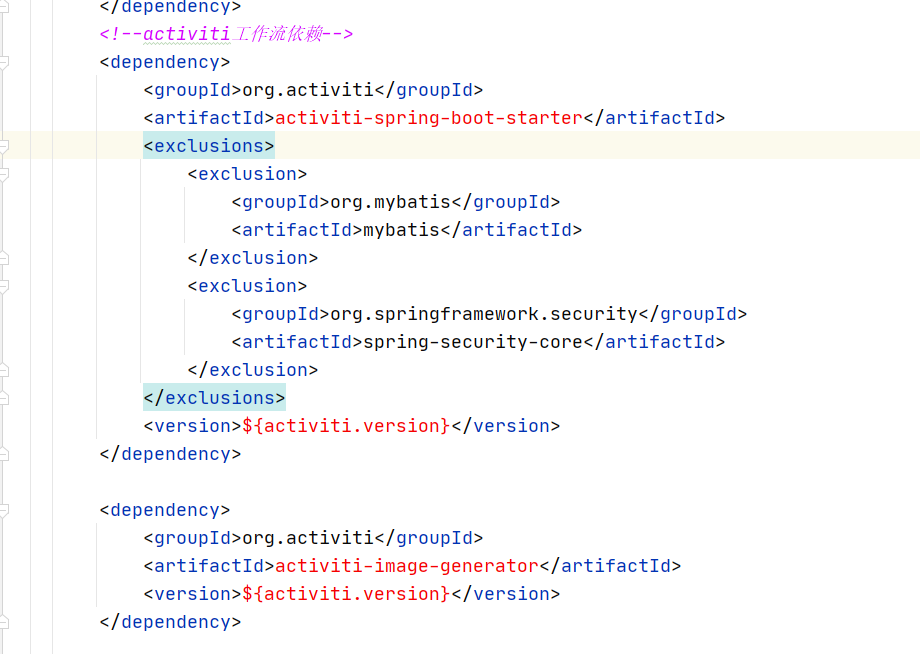 </dependency>
<!--activiti工作流依赖-->
<dependency>
<groupId>org.activiti</groupId>
<artifactId>activiti-spring-boot-starter</artifactId>
<exclusions>
<exclusion>
<groupId>org.mybatis</groupId>
<artifactId>mybatis</artifactId>
</exclusion>
<exclusion>
<groupId>org.springframework.security</groupId>
<artifactId>spring-security-core</artifactId>
</exclusion>
</exclusions>
<version>${activiti.version}</version>
</dependency>
<dependency>
<groupId>org.activiti</groupId>
<artifactId>activiti-image-generator</artifactId>
<version>${activiti.version}</version>
</dependency>